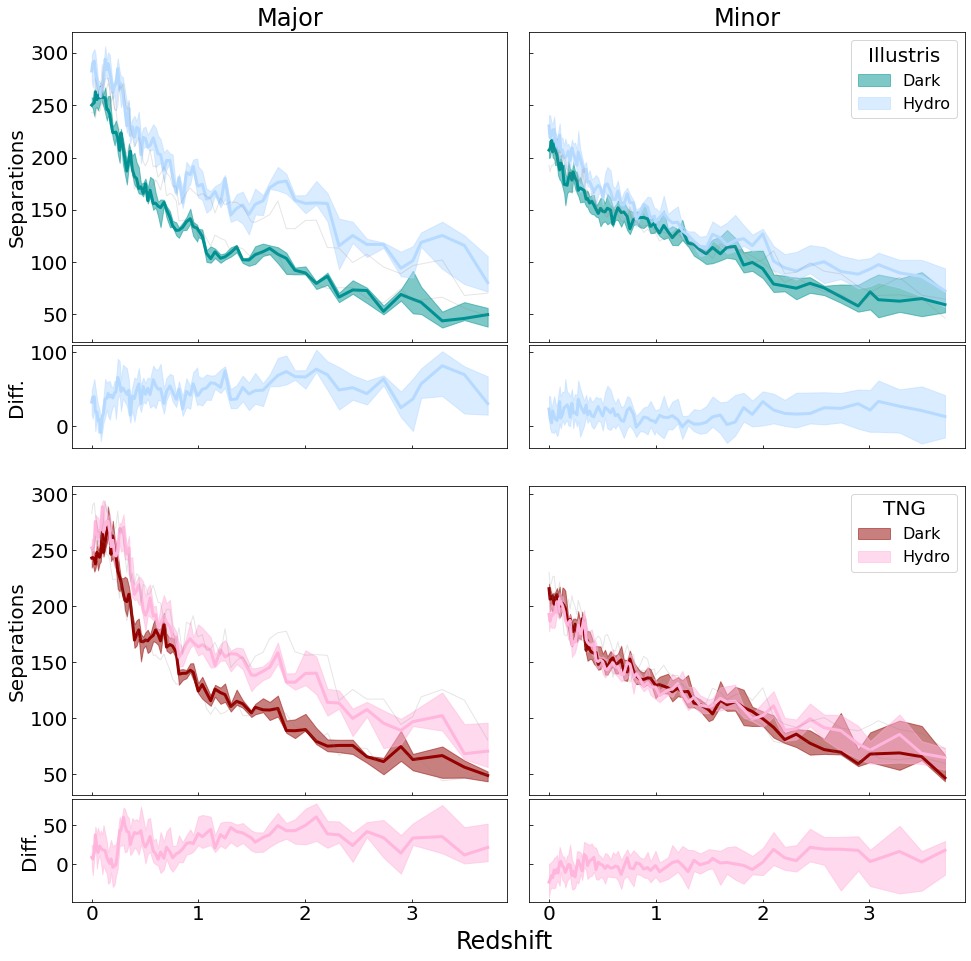 Major Minor
300
250
200
150
100
50
Separations
Illustris
Dark
Hydro
100
0
Diff.
300
250
200
150
100
50
Separations
TNG
Dark
Hydro
50
0
Diff.
0 1 2 3 0 1 2 3
Redshift